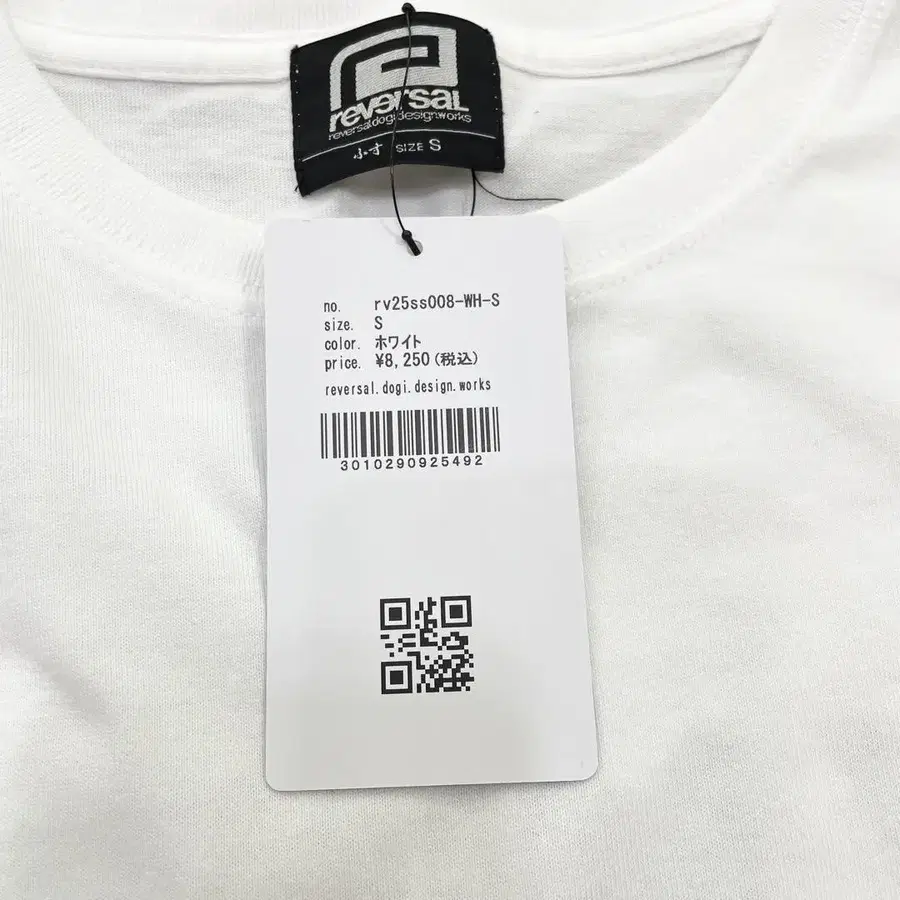 reversal
reversal.dogi.design.works
ふす SIZE S
no. rv25ss008-WH-S
size. S
color. ホワイト
price. ¥8,250(税込)
reversal.dogi.design.works
3010290925492